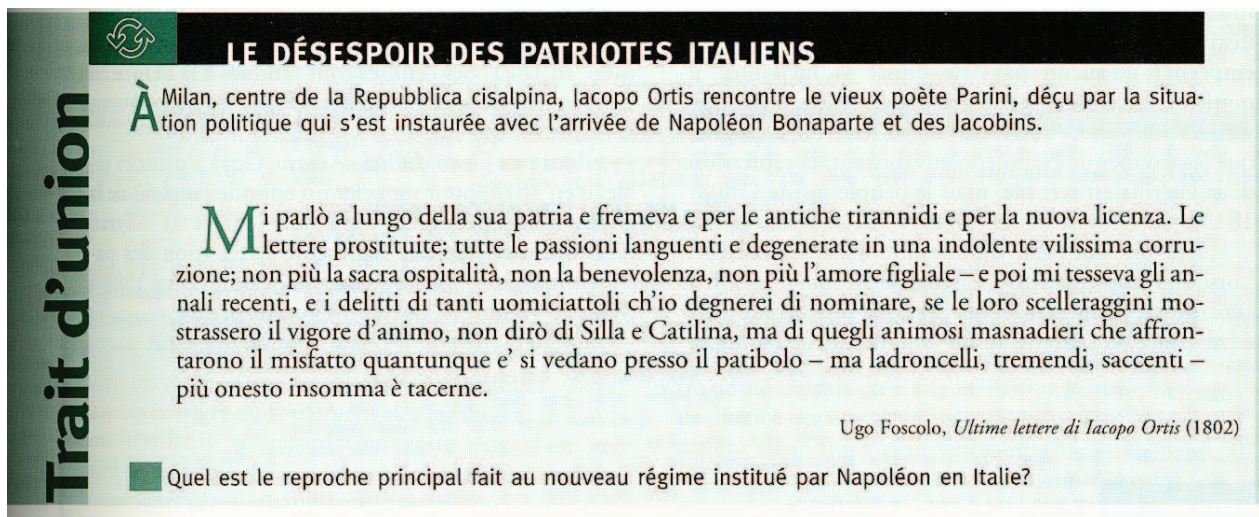 Trait d'union
LE DÉSESPOIR DES PATRIOTES ITALIENS
À Milan, centre de la Repubblica cisalpina, Jacopo Ortis rencontre le vieux poète Parini, déçu par la situa-
tion politique qui s'est instaurée avec l'arrivée de Napoléon Bonaparte et des Jacobins.
Mi parlò a lungo della sua patria e fremeva e per le antiche tirannidi e per la nuova licenza. Le
lettere prostituite; tutte le passioni languenti e degenerate in una indolente vilissima corru-
zione; non più la sacra ospitalità, non la benevolenza, non più l'amore figliale – e poi mi tesseva gli an-
nali recenti, e i delitti di tanti uomiciattoli ch'io degnerei di nominare, se le loro scelleraggini mo-
strassero il vigore d'animo, non dirò di Silla e Catilina, ma di quegli animosi masnadieri che affron-
tarono il misfatto quantunque e' si vedano presso il patibolo – ma ladroncelli, tremendi, saccenti –
più onesto insomma è tacerne.
Ugo Foscolo, Ultime lettere di Iacopo Ortis (1802)
Quel est le reproche principal fait au nouveau régime institué par Napoléon en Italie?